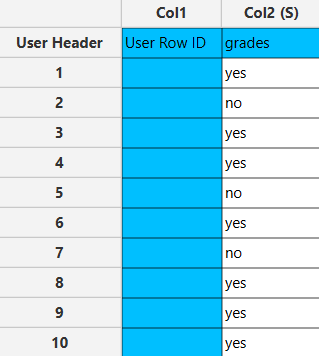 Col1 Col2 (S)
User Header User Row ID grades
1 yes
2 no
3 yes
4 yes
5 no
6 yes
7 no
8 yes
9 yes
10 yes